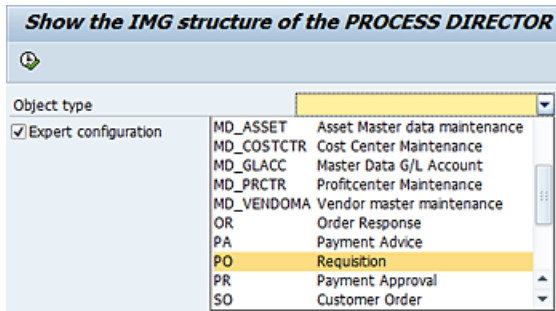 Show the IMG structure of the PROCESS DIRECTOR
Object type
Expert configuration
MD_ASSET Asset Master data maintenance
MD_COSTCTR Cost Center Maintenance
MD_GLACC Master Data G/L Account
MD_PRCTR Profitcenter Maintenance
MD_VENDOMA Vendor master maintenance
OR Order Response
PA Payment Advice
PO Requisition
PR Payment Approval
SO Customer Order